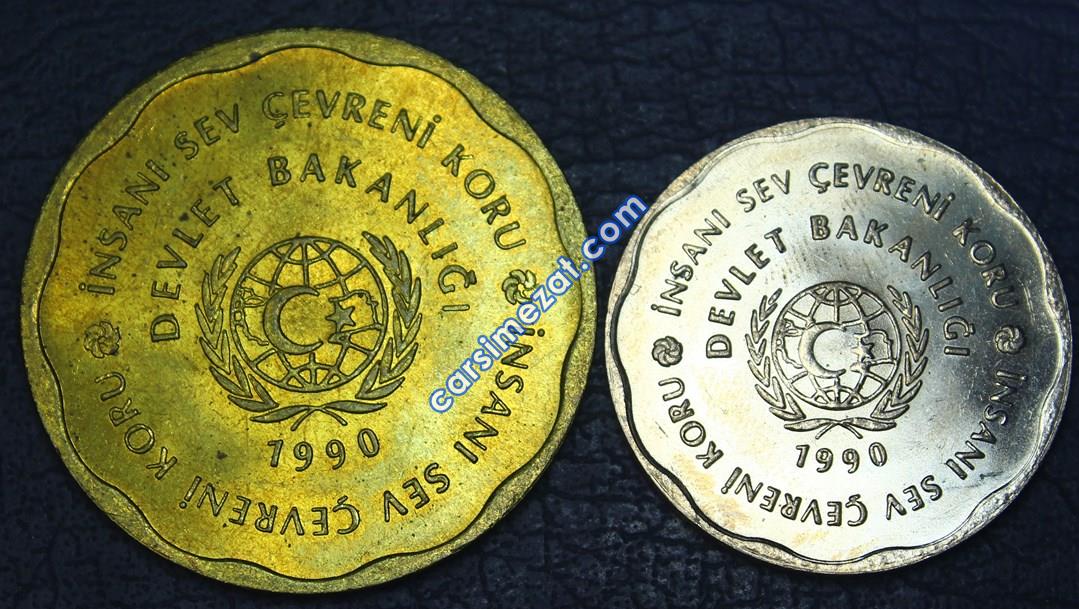 İNSANI SEV ÇEVRENİ KORU
DEVLET BAKANLIĞI
1990
İNSANI SEV ÇEVRENİ KORU
carsimezat.com
İNSANI SEV ÇEVRENİ KORU
DEVLET BAKANLIĞI
1990
İNSANI SEV ÇEVRENİ KORU